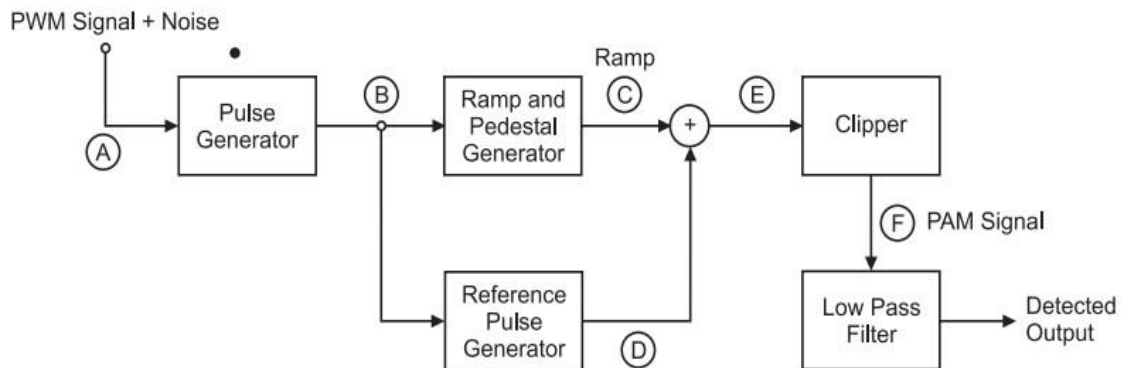 PWM Signal + Noise
A
Pulse
Generator
B
Ramp and
Pedestal
Generator
Ramp
C
+
E
Clipper
F
PAM Signal
Reference
Pulse
Generator
D
Low Pass
Filter
Detected
Output